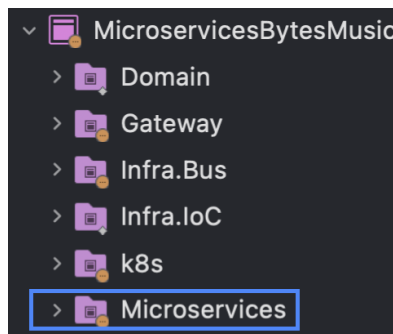 MicroservicesBytesMusic
Domain
Gateway
Infra.Bus
Infra.IoC
k8s
Microservices